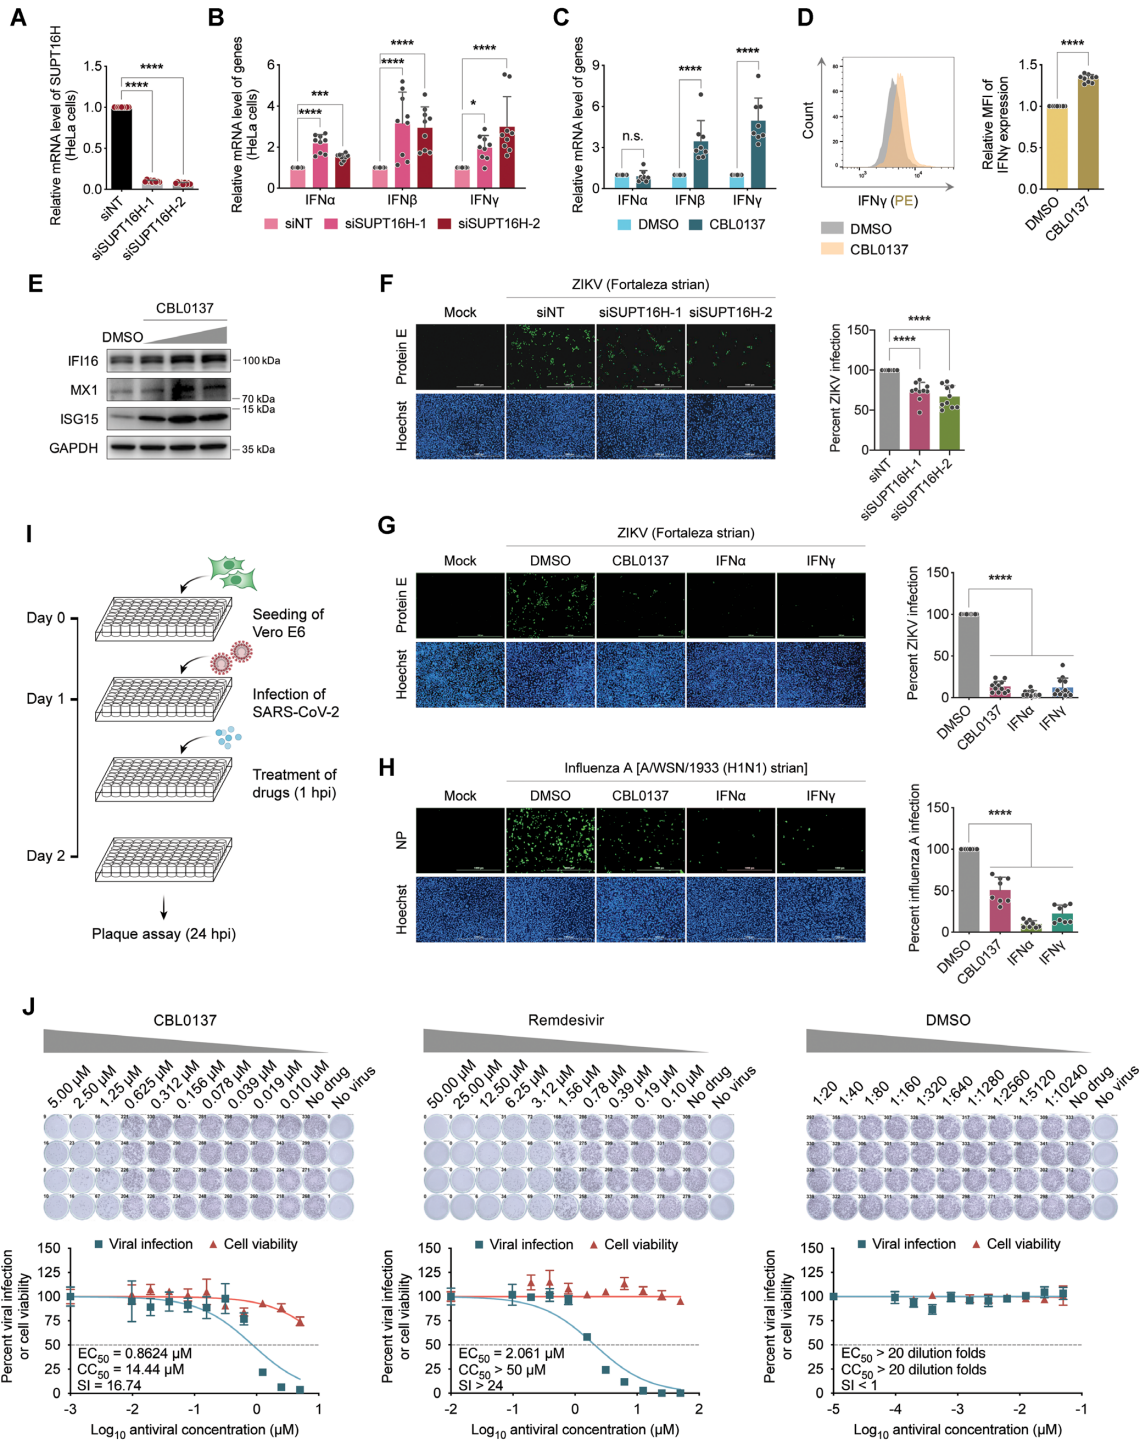 A
Relative mRNA level of SUPT16H
(HeLa cells)
1.5
1.0
0.5
0.0
****
****
siNT
siSUPT16H-1
siSUPT16H-2
B
Relative mRNA level of genes
(HeLa cells)
6
4
2
0
****
***
****
****
*
****
IFNα
IFNβ
IFNγ
siNT
siSUPT16H-1
siSUPT16H-2
C
Relative mRNA level of genes
9
6
3
0
n.s.
****
****
IFNα
IFNβ
IFNγ
DMSO
CBL0137
D
Count
80
60
40
20
0
10³
10⁴
IFNγ (PE)
DMSO
CBL0137
Relative MFI of
IFNγ expression
1.5
1.0
0.5
0.0
****
DMSO
CBL0137
E
CBL0137
DMSO
IFI16
100 kDa
MX1
70 kDa
15 kDa
ISG15
GAPDH
35 kDa
F
ZIKV (Fortaleza strian)
Mock
siNT
siSUPT16H-1
siSUPT16H-2
Protein E
Hoechst
Percent ZIKV infection
150
100
50
0
****
****
siNT
siSUPT16H-1
siSUPT16H-2
G
ZIKV (Fortaleza strian)
Mock
DMSO
CBL0137
IFNα
IFNγ
Protein E
Hoechst
Percent ZIKV infection
150
100
50
0
****
DMSO
CBL0137
IFNα
IFNγ
H
Influenza A [A/WSN/1933 (H1N1) strian]
Mock
DMSO
CBL0137
IFNα
IFNγ
NP
Hoechst
Percent influenza A infection
150
100
50
0
****
DMSO
CBL0137
IFNα
IFNγ
I
Day 0
Seeding of
Vero E6
Day 1
Infection of
SARS-CoV-2
Treatment of
drugs (1 hpi)
Day 2
Plaque assay (24 hpi)
J
CBL0137
5.00 µM
2.50 µM
1.25 µM
0.625 µM
0.312 µM
0.156 µM
0.078 µM
0.039 µM
0.019 µM
0.010 µM
No drug
No virus
Percent viral infection
or cell viability
Viral infection
Cell viability
150
125
100
75
50
25
0
EC50 = 0.8624 µM
CC50 = 14.44 µM
SI = 16.74
-3
-2
-1
0
1
Log10 antiviral concentration (µM)
Remdesivir
50.00 µM
25.00 µM
12.50 µM
6.25 µM
3.12 µM
1.56 µM
0.78 µM
0.39 µM
0.19 µM
0.10 µM
No drug
No virus
Percent viral infection
or cell viability
Viral infection
Cell viability
150
125
100
75
50
25
0
EC50 = 2.061 µM
CC50 > 50 µM
SI > 24
-2
-1
0
1
2
Log10 antiviral concentration (µM)
DMSO
1:20
1:40
1:80
1:160
1:320
1:640
1:1280
1:2560
1:5120
1:10240
No drug
No virus
Percent viral infection
or cell viability
Viral infection
Cell viability
150
125
100
75
50
25
0
EC50 > 20 dilution folds
CC50 > 20 dilution folds
SI < 1
-5
-4
-3
-2
-1
Log10 antiviral concentration (µM)